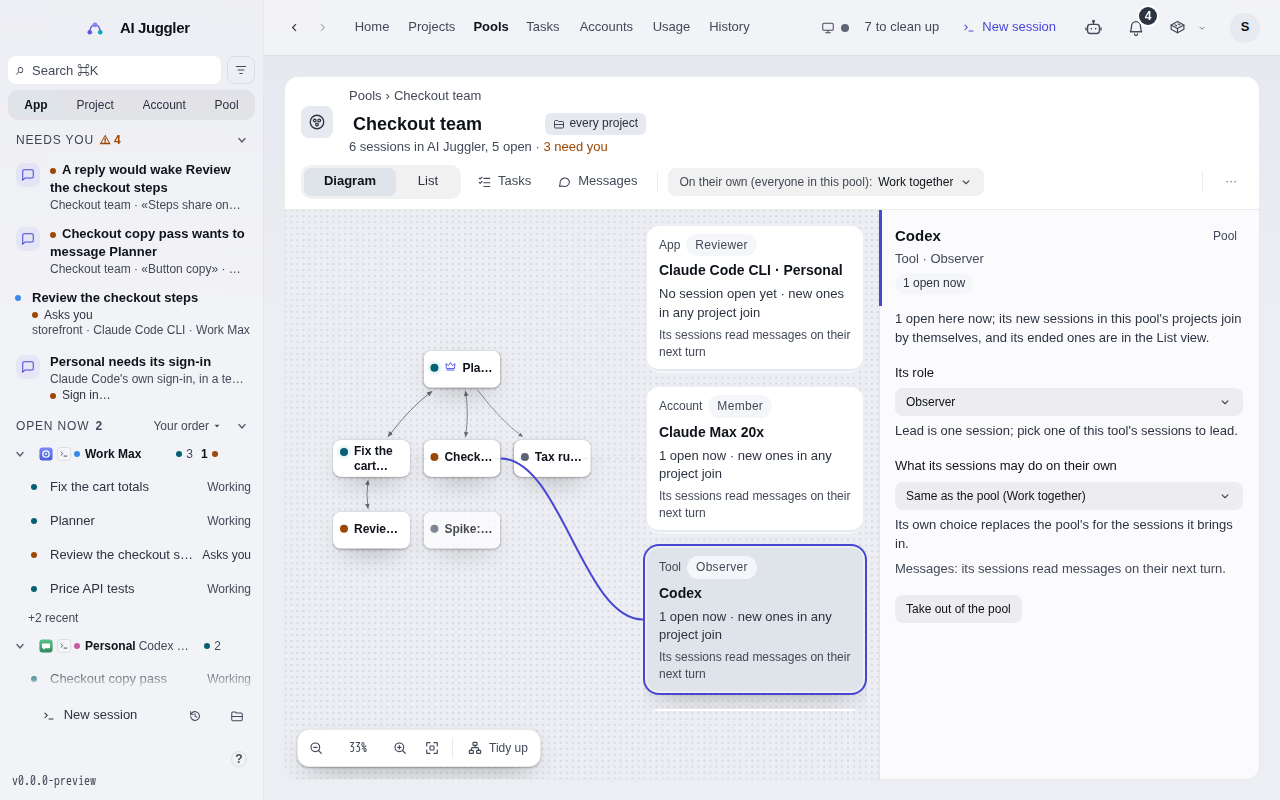 AI Juggler
Search ⌘K
App Project Account Pool
NEEDS YOU 4
A reply would wake Review the checkout steps
Checkout team · «Steps share on…
Checkout copy pass wants to message Planner
Checkout team · «Button copy» · …
Review the checkout steps
Asks you
storefront · Claude Code CLI · Work Max
Personal needs its sign-in
Claude Code's own sign-in, in a te…
Sign in…
OPEN NOW 2 Your order
Work Max 3 1
Fix the cart totals Working
Planner Working
Review the checkout s… Asks you
Price API tests Working
+2 recent
Personal Codex … 2
Checkout copy pass Working
New session
?
v0.0.0-preview
Home Projects Pools Tasks Accounts Usage History
7 to clean up
New session
4
S
Pools › Checkout team
Checkout team every project
6 sessions in AI Juggler, 5 open · 3 need you
Diagram List Tasks Messages
On their own (everyone in this pool): Work together
···
Pla…
Fix the cart…
Check…
Tax ru…
Revie…
Spike:…
App Reviewer
Claude Code CLI · Personal
No session open yet · new ones
in any project join
Its sessions read messages on their
next turn
Account Member
Claude Max 20x
1 open now · new ones in any
project join
Its sessions read messages on their
next turn
Tool Observer
Codex
1 open now · new ones in any
project join
Its sessions read messages on their
next turn
33%
Tidy up
Codex Pool
Tool · Observer
1 open now
1 open here now; its new sessions in this pool's projects join
by themselves, and its ended ones are in the List view.
Its role
Observer
Lead is one session; pick one of this tool's sessions to lead.
What its sessions may do on their own
Same as the pool (Work together)
Its own choice replaces the pool's for the sessions it brings
in.
Messages: its sessions read messages on their next turn.
Take out of the pool